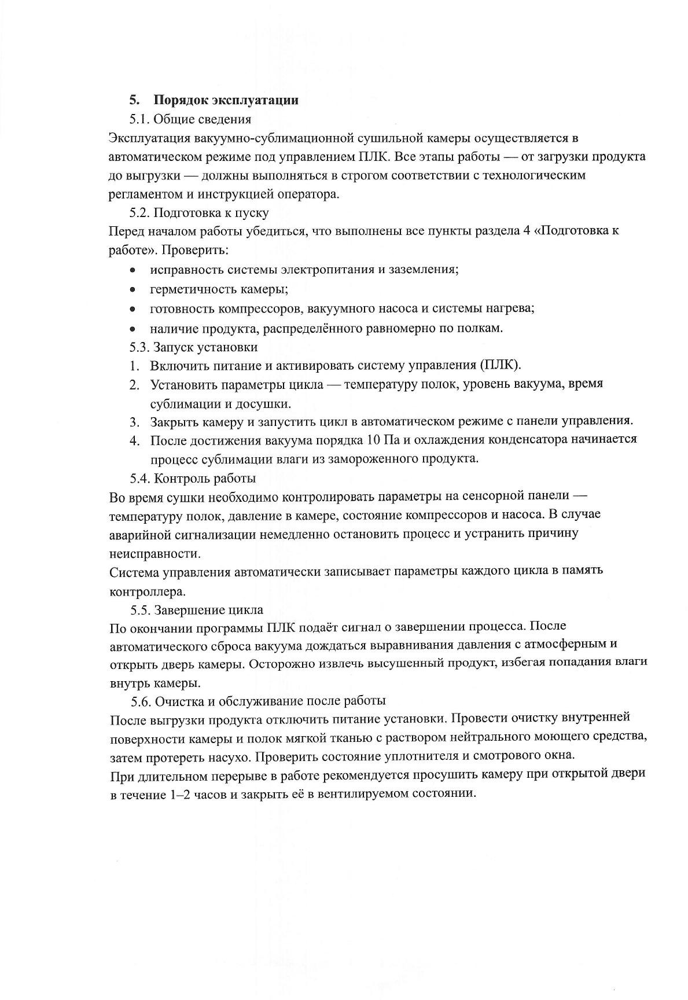 5. Порядок эксплуатации
5.1. Общие сведения
Эксплуатация вакуумно-сублимационной сушильной камеры осуществляется в
автоматическом режиме под управлением ПЛК. Все этапы работы — от загрузки продукта
до выгрузки — должны выполняться в строгом соответствии с технологическим
регламентом и инструкцией оператора.
5.2. Подготовка к пуску
Перед началом работы убедиться, что выполнены все пункты раздела 4 «Подготовка к
работе». Проверить:
• исправность системы электропитания и заземления;
• герметичность камеры;
• готовность компрессоров, вакуумного насоса и системы нагрева;
• наличие продукта, распределённого равномерно по полкам.
5.3. Запуск установки
1. Включить питание и активировать систему управления (ПЛК).
2. Установить параметры цикла — температуру полок, уровень вакуума, время
сублимации и досушки.
3. Закрыть камеру и запустить цикл в автоматическом режиме с панели управления.
4. После достижения вакуума порядка 10 Па и охлаждения конденсатора начинается
процесс сублимации влаги из замороженного продукта.
5.4. Контроль работы
Во время сушки необходимо контролировать параметры на сенсорной панели —
температуру полок, давление в камере, состояние компрессоров и насоса. В случае
аварийной сигнализации немедленно остановить процесс и устранить причину
неисправности.
Система управления автоматически записывает параметры каждого цикла в память
контроллера.
5.5. Завершение цикла
По окончании программы ПЛК подаёт сигнал о завершении процесса. После
автоматического сброса вакуума дождаться выравнивания давления с атмосферным и
открыть дверь камеры. Осторожно извлечь высушенный продукт, избегая попадания влаги
внутрь камеры.
5.6. Очистка и обслуживание после работы
После выгрузки продукта отключить питание установки. Провести очистку внутренней
поверхности камеры и полок мягкой тканью с раствором нейтрального моющего средства,
затем протереть насухо. Проверить состояние уплотнителя и смотрового окна.
При длительном перерыве в работе рекомендуется просушить камеру при открытой двери
в течение 1–2 часов и закрыть её в вентилируемом состоянии.